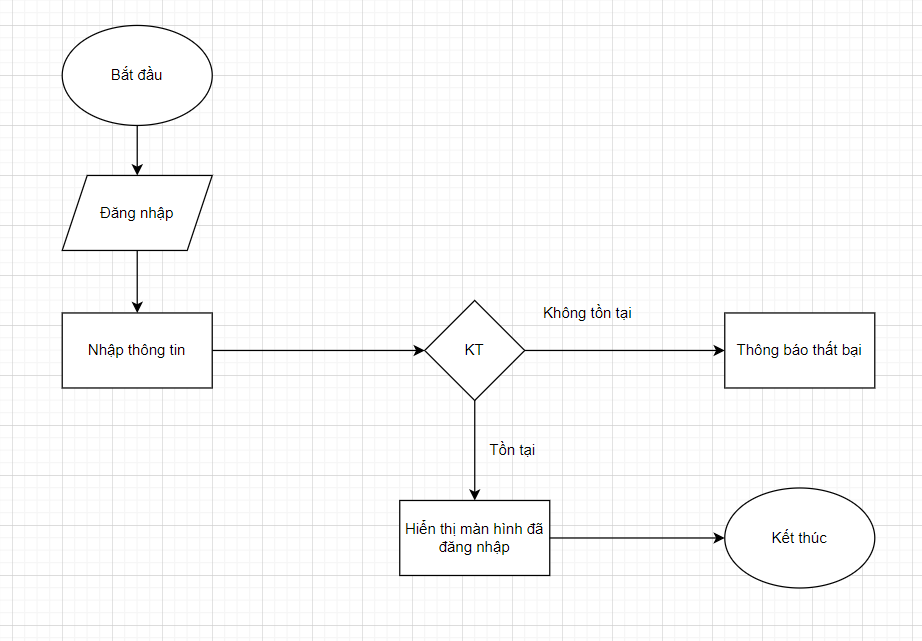 Bắt đầu
Đăng nhập
Nhập thông tin
KT
Không tồn tại
Thông báo thất bại
Tồn tại
Hiển thị màn hình đã
đăng nhập
Kết thúc